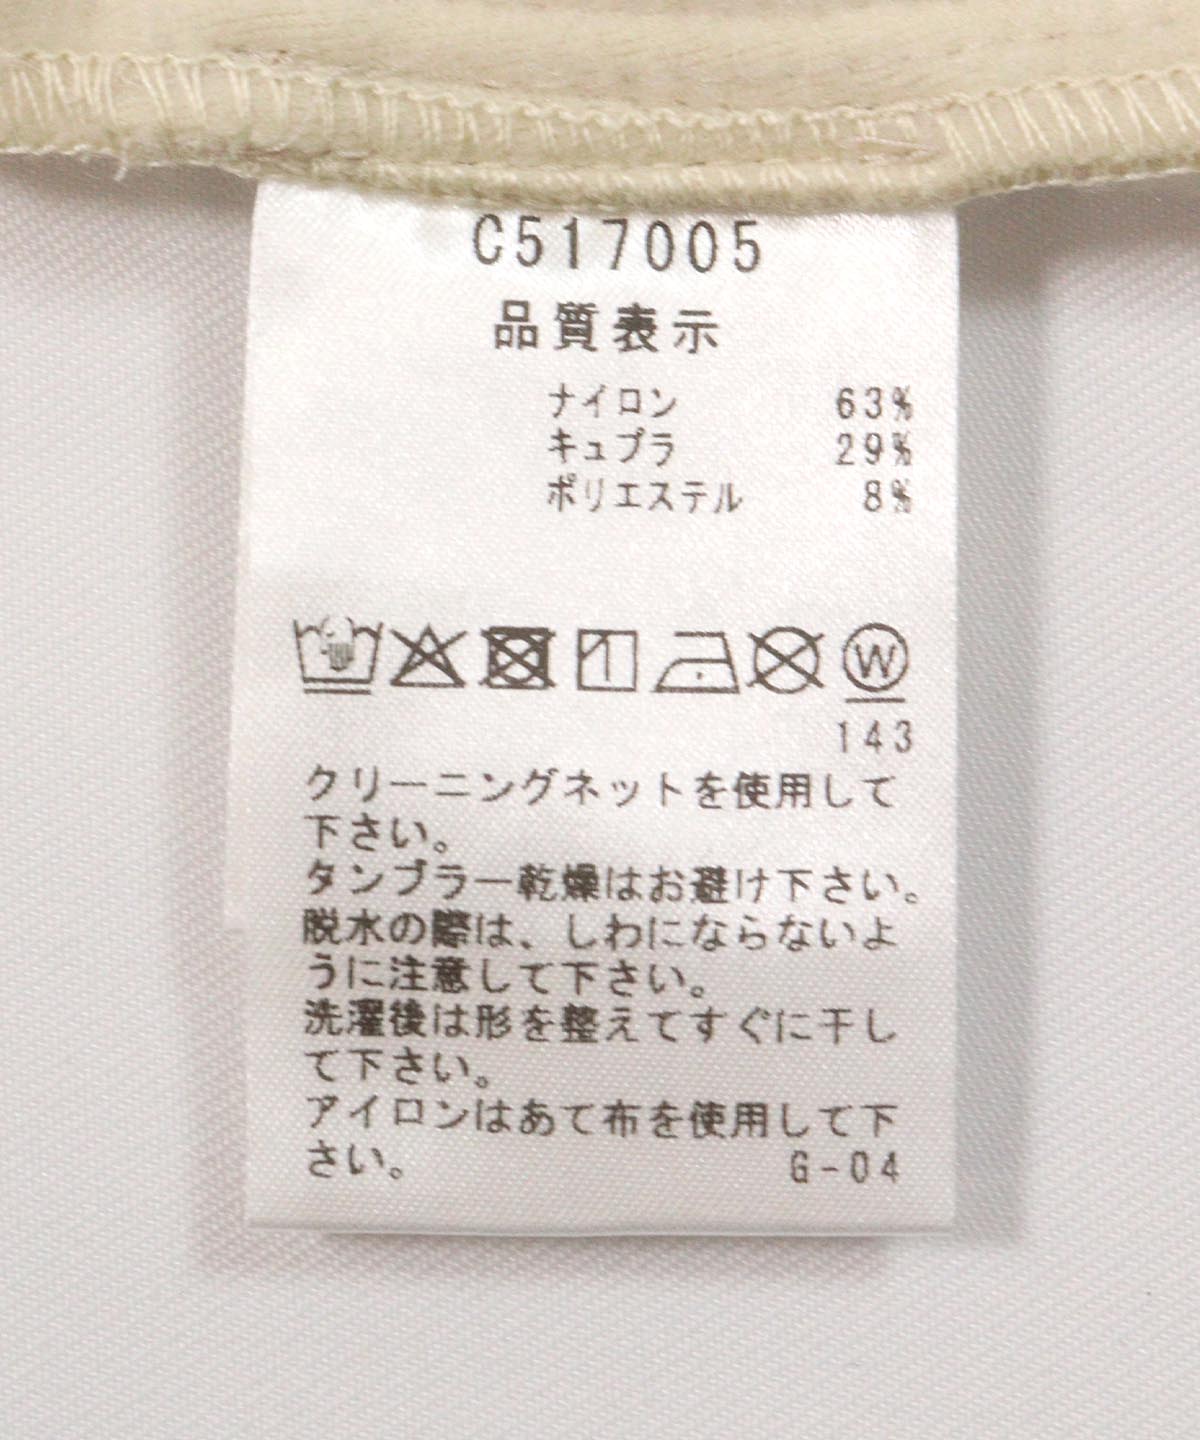 C517005
品質表示
ナイロン 63%
キュプラ 29%
ポリエステル 8%
W
143
クリーニングネットを使用して
下さい。
タンブラー乾燥はお避け下さい。
脱水の際は、しわにならないよ
うに注意して下さい。
洗濯後は形を整えてすぐに干し
て下さい。
アイロンはあて布を使用して下
さい。 G-04